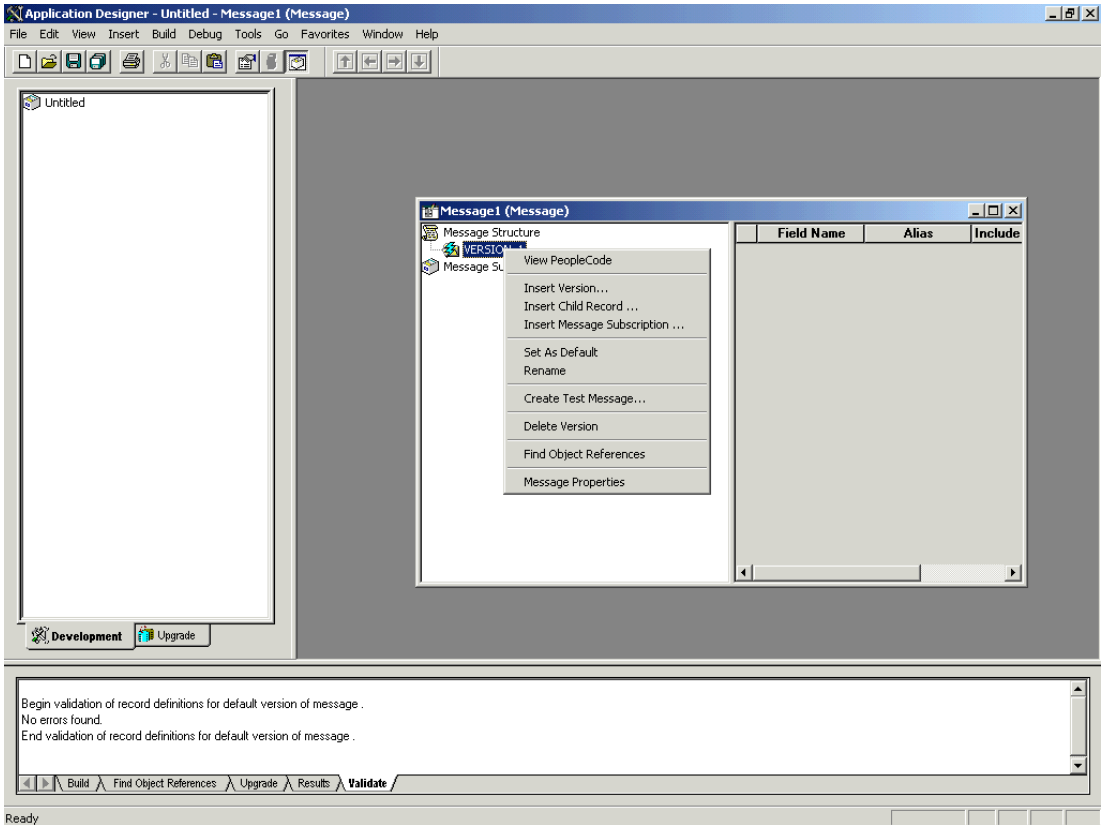 Application Designer - Untitled - Message1 (Message)
File Edit View Insert Build Debug Tools Go Favorites Window Help
Untitled
Message1 (Message)
Message Structure
Field Name Alias Include
View PeopleCode
Message
Insert Version...
Insert Child Record ...
Insert Message Subscription ...
Set As Default
Rename
Create Test Message...
Delete Version
Find Object References
Message Properties
Development Upgrade
Begin validation of record definitions for default version of message .
No errors found.
End validation of record definitions for default version of message .
Build Find Object References Upgrade Results Validate
Ready